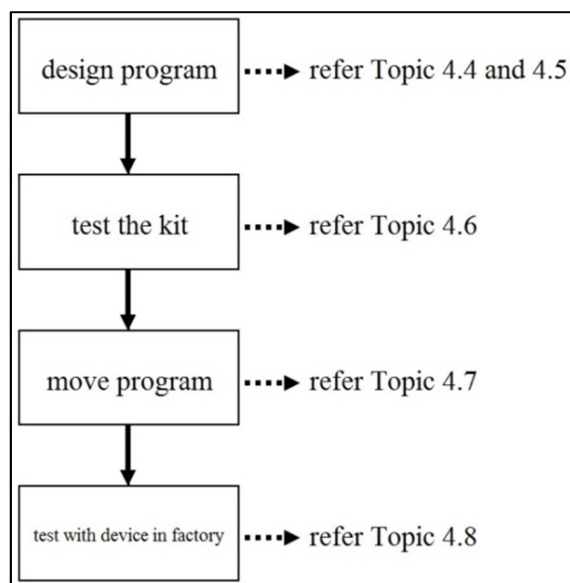 design program
refer Topic 4.4 and 4.5
test the kit
refer Topic 4.6
move program
refer Topic 4.7
test with device in factory
refer Topic 4.8